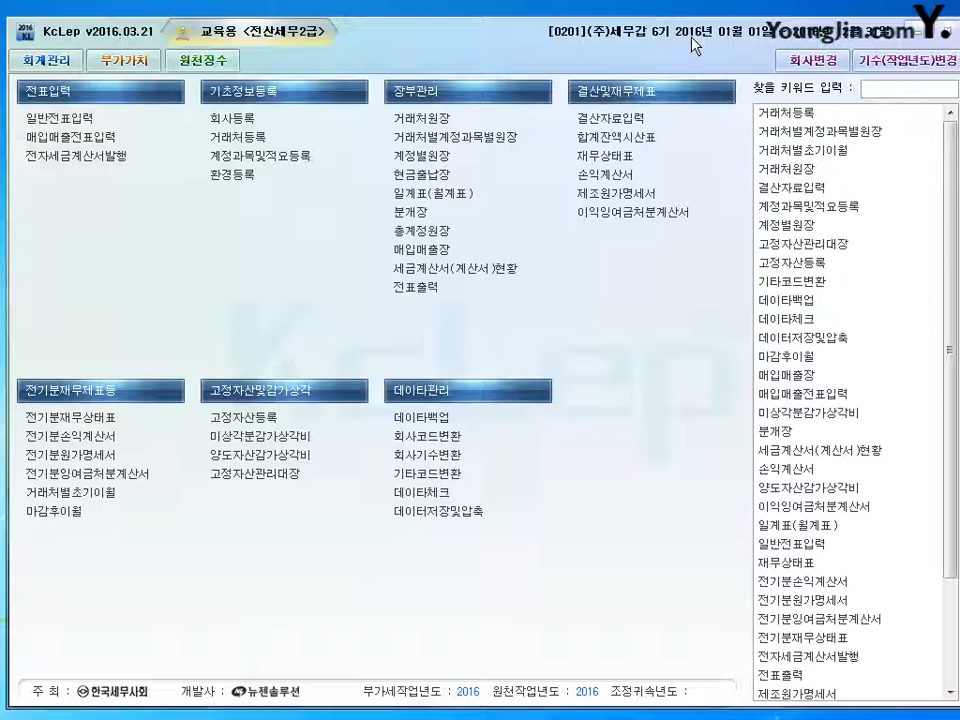 KcLep v2016.03.21
교육용 <전산세무2급>
[0201](주)세무갑 6기 2016년 01월 01일
Younglin.com
Y.
회계관리 부가가치 원천징수
회사변경 기수(작업년도)변경
전표입력
일반전표입력
매입매출전표입력
전자세금계산서발행
기초정보등록
회사등록
거래처등록
계정과목및적요등록
환경등록
장부관리
거래처원장
거래처별계정과목별원장
계정별원장
현금출납장
일계표(월계표)
분개장
총계정원장
매입매출장
세금계산서(계산서)현황
전표출력
결산및재무제표
결산자료입력
합계잔액시산표
재무상태표
손익계산서
제조원가명세서
이익잉여금처분계산서
전기분재무제표등
전기분재무상태표
전기분손익계산서
전기분원가명세서
전기분잉여금처분계산서
거래처별초기이월
마감후이월
고정자산및감가상각
고정자산등록
미상각분감가상각비
양도자산감가상각비
고정자산관리대장
데이타관리
데이타백업
회사코드변환
회사기수변환
기타코드변환
데이타체크
데이터저장및압축
찾을 키워드 입력 :
거래처등록
거래처별계정과목별원장
거래처별초기이월
거래처원장
결산자료입력
계정과목및적요등록
계정별원장
고정자산관리대장
고정자산등록
기타코드변환
데이타백업
데이타체크
데이터저장및압축
마감후이월
매입매출장
매입매출전표입력
미상각분감가상각비
분개장
세금계산서(계산서)현황
손익계산서
양도자산감가상각비
이익잉여금처분계산서
일계표(월계표)
일반전표입력
재무상태표
전기분손익계산서
전기분원가명세서
전기분잉여금처분계산서
전기분재무상태표
전자세금계산서발행
전표출력
제조원가명세서
주 최 : 한국세무사회 개발사 : 뉴젠솔루션 부가세작업년도 : 2016 원천작업년도 : 2016 조정귀속년도 :
KcLep